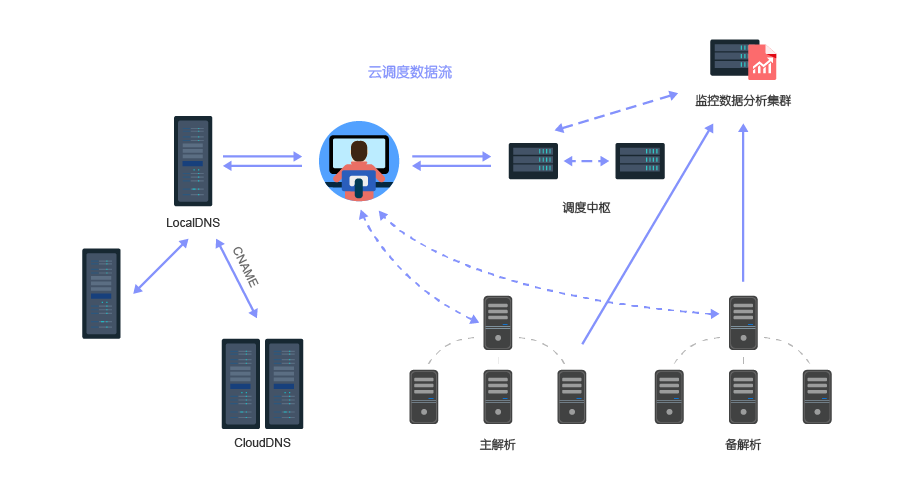 云调度数据流
监控数据分析集群
调度中枢
LocalDNS
CNAME
CloudDNS
主解析
备解析